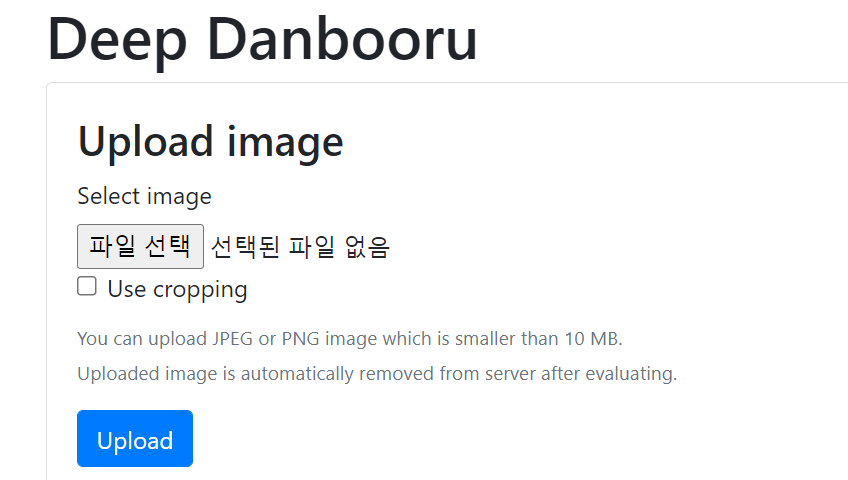 Deep Danbooru
Upload image
Select image
파일 선택 선택된 파일 없음
Use cropping
You can upload JPEG or PNG image which is smaller than 10 MB.
Uploaded image is automatically removed from server after evaluating.
Upload